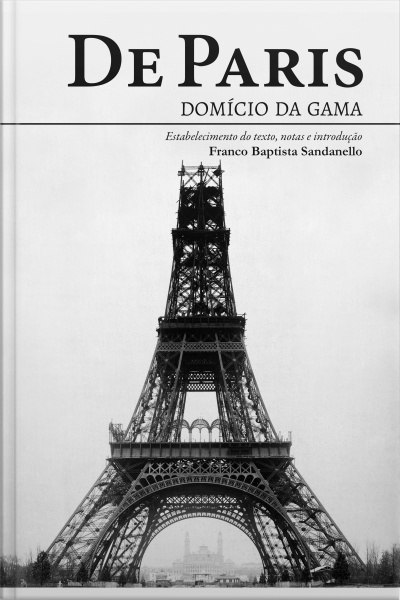 DE PARIS
DOMÍCIO DA GAMA
Estabelecimento do texto, notas e introdução
Franco Baptista Sandanello